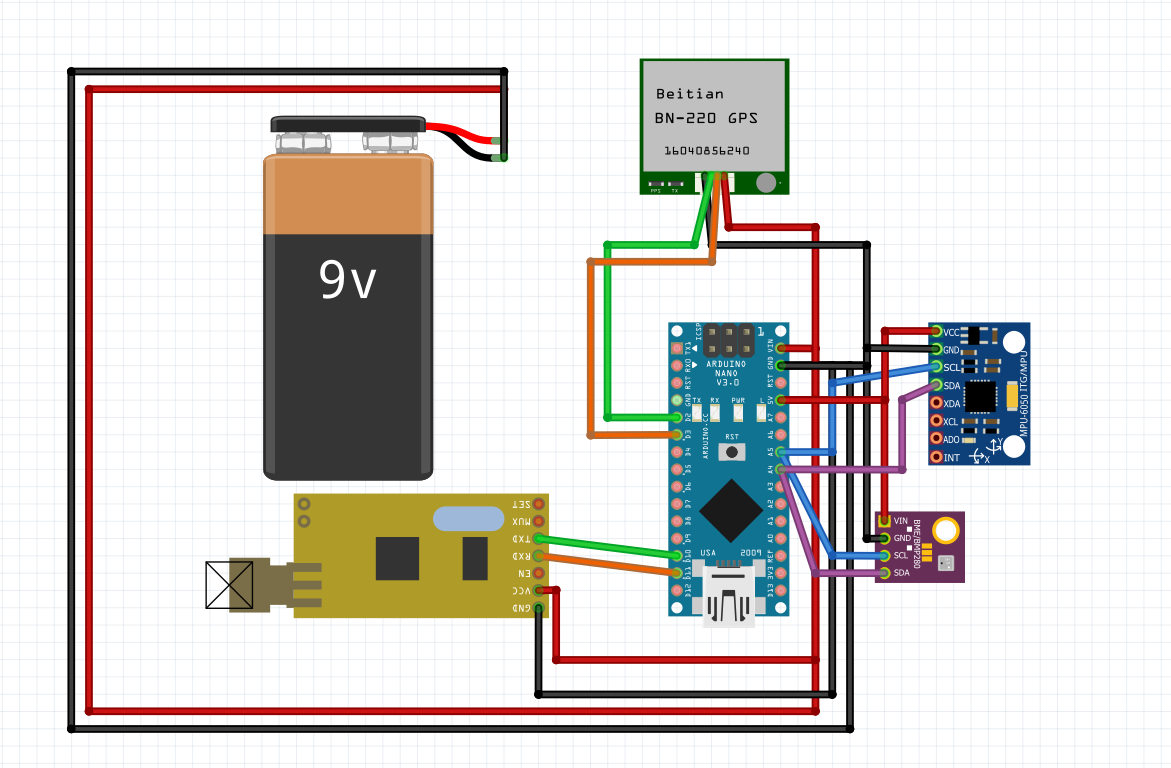 9v
Beitian
BN-220 GPS
16040856240
PPS
TX
ICSP
1
ARDUINO
NANO
V3.0
TX RX PWR L
RST
ARDUINO.CC
USA 2009
TX1
RX0
RST
GND
D2
D3
D4
D5
D6
D7
D8
D9
D10
D11
D12
VIN
GND
RST
5V
A7
A6
A5
A4
A3
A2
A1
A0
REF
3V3
D13
VCC
GND
SCL
SDA
XDA
XCL
ADO
INT
MPU-6050 ITG/MPU
Y
X
VIN
GND
SCL
SDA
BME/BMP280
SET
MUX
TXD
RXD
EN
VCC
GND